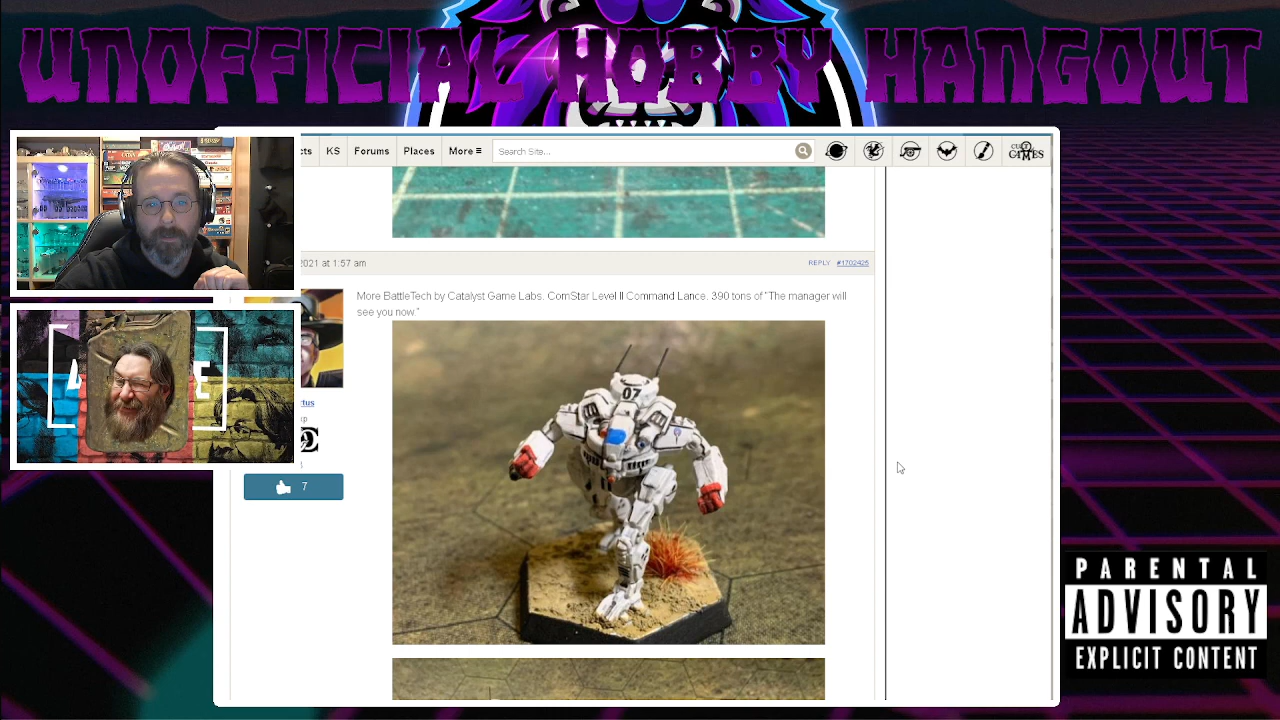 UNOFFICIAL HOBBY HANGOUT
cts KS Forums Places More ≡ Search Site...
GAMES
2021 at 1:57 am REPLY #1702426
More BattleTech by Catalyst Game Labs. ComStar Level II Command Lance. 390 tons of "The manager will
see you now."
07
7
PARENTAL
ADVISORY
EXPLICIT CONTENT